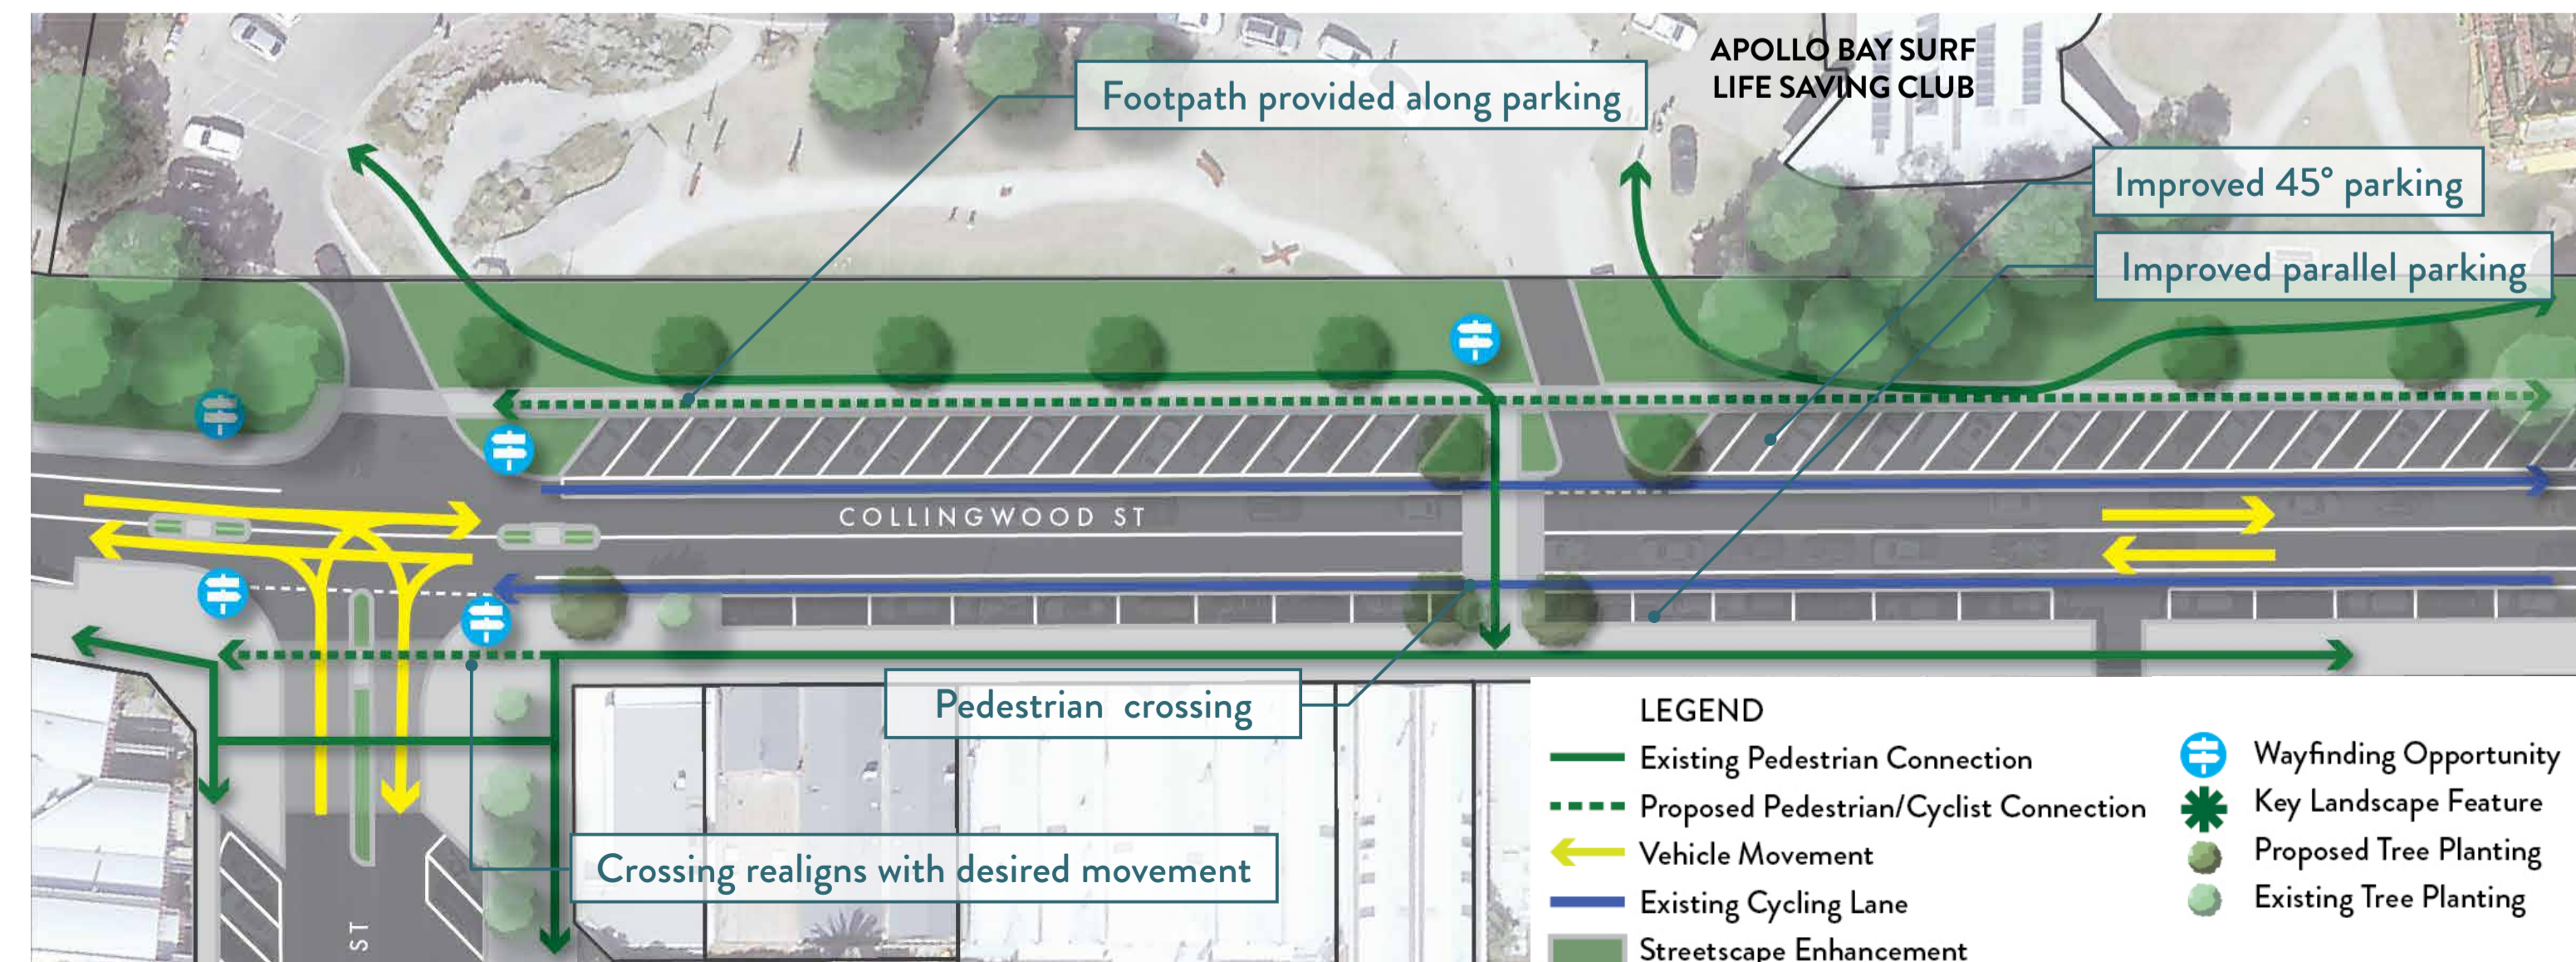 APOLLO BAY SURF
LIFE SAVING CLUB
Footpath provided along parking
Improved 45° parking
Improved parallel parking
COLLINGWOOD ST
Pedestrian crossing
Crossing realigns with desired movement
ST
LEGEND
Existing Pedestrian Connection
Proposed Pedestrian/Cyclist Connection
Vehicle Movement
Existing Cycling Lane
Streetscape Enhancement
Wayfinding Opportunity
Key Landscape Feature
Proposed Tree Planting
Existing Tree Planting